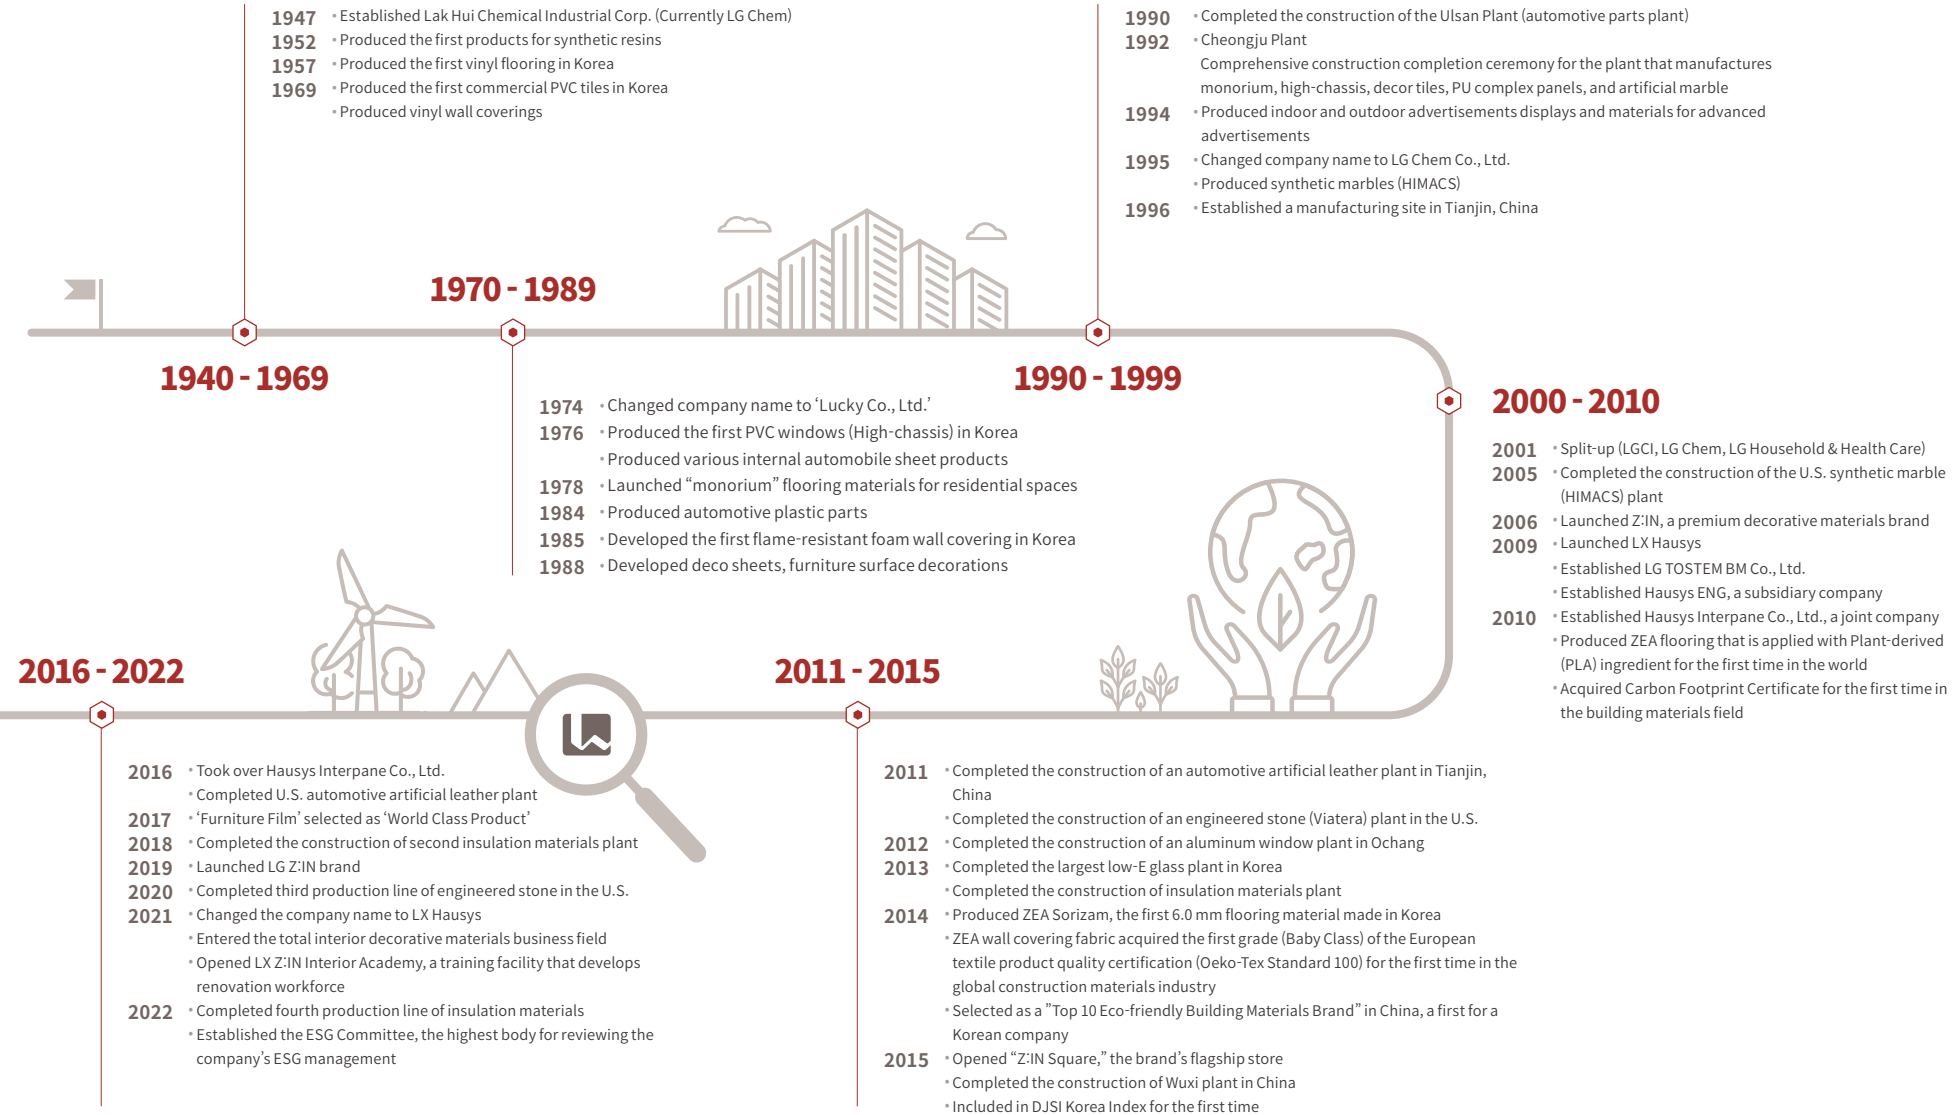 1947 • Established Lak Hui Chemical Industrial Corp. (Currently LG Chem)
1952 • Produced the first products for synthetic resins
1957 • Produced the first vinyl flooring in Korea
1969 • Produced the first commercial PVC tiles in Korea
• Produced vinyl wall coverings
1940 - 1969
1970 - 1989
1974 • Changed company name to ‘Lucky Co., Ltd.’
1976 • Produced the first PVC windows (High-chassis) in Korea
• Produced various internal automobile sheet products
1978 • Launched “monorium” flooring materials for residential spaces
1984 • Produced automotive plastic parts
1985 • Developed the first flame-resistant foam wall covering in Korea
1988 • Developed deco sheets, furniture surface decorations
1990 • Completed the construction of the Ulsan Plant (automotive parts plant)
1992 • Cheongju Plant
Comprehensive construction completion ceremony for the plant that manufactures
monorium, high-chassis, decor tiles, PU complex panels, and artificial marble
1994 • Produced indoor and outdoor advertisements displays and materials for advanced
advertisements
1995 • Changed company name to LG Chem Co., Ltd.
• Produced synthetic marbles (HIMACS)
1996 • Established a manufacturing site in Tianjin, China
1990 - 1999
2000 - 2010
2001 • Split-up (LGCI, LG Chem, LG Household & Health Care)
2005 • Completed the construction of the U.S. synthetic marble
(HIMACS) plant
2006 • Launched Z:IN, a premium decorative materials brand
2009 • Launched LX Hausys
• Established LG TOSTEM BM Co., Ltd.
• Established Hausys ENG, a subsidiary company
2010 • Established Hausys Interpane Co., Ltd., a joint company
• Produced ZEA flooring that is applied with Plant-derived
(PLA) ingredient for the first time in the world
• Acquired Carbon Footprint Certificate for the first time in
the building materials field
2011 - 2015
2011 • Completed the construction of an automotive artificial leather plant in Tianjin,
China
• Completed the construction of an engineered stone (Viatera) plant in the U.S.
2012 • Completed the construction of an aluminum window plant in Ochang
2013 • Completed the largest low-E glass plant in Korea
• Completed the construction of insulation materials plant
2014 • Produced ZEA Sorizam, the first 6.0 mm flooring material made in Korea
• ZEA wall covering fabric acquired the first grade (Baby Class) of the European
textile product quality certification (Oeko-Tex Standard 100) for the first time in the
global construction materials industry
• Selected as a ”Top 10 Eco-friendly Building Materials Brand” in China, a first for a
Korean company
2015 • Opened “Z:IN Square,” the brand’s flagship store
• Completed the construction of Wuxi plant in China
• Included in DJSI Korea Index for the first time
2016 - 2022
2016 • Took over Hausys Interpane Co., Ltd.
• Completed U.S. automotive artificial leather plant
2017 • ‘Furniture Film’ selected as ‘World Class Product’
2018 • Completed the construction of second insulation materials plant
2019 • Launched LG Z:IN brand
2020 • Completed third production line of engineered stone in the U.S.
2021 • Changed the company name to LX Hausys
• Entered the total interior decorative materials business field
• Opened LX Z:IN Interior Academy, a training facility that develops
renovation workforce
2022 • Completed fourth production line of insulation materials
• Established the ESG Committee, the highest body for reviewing the
company’s ESG management